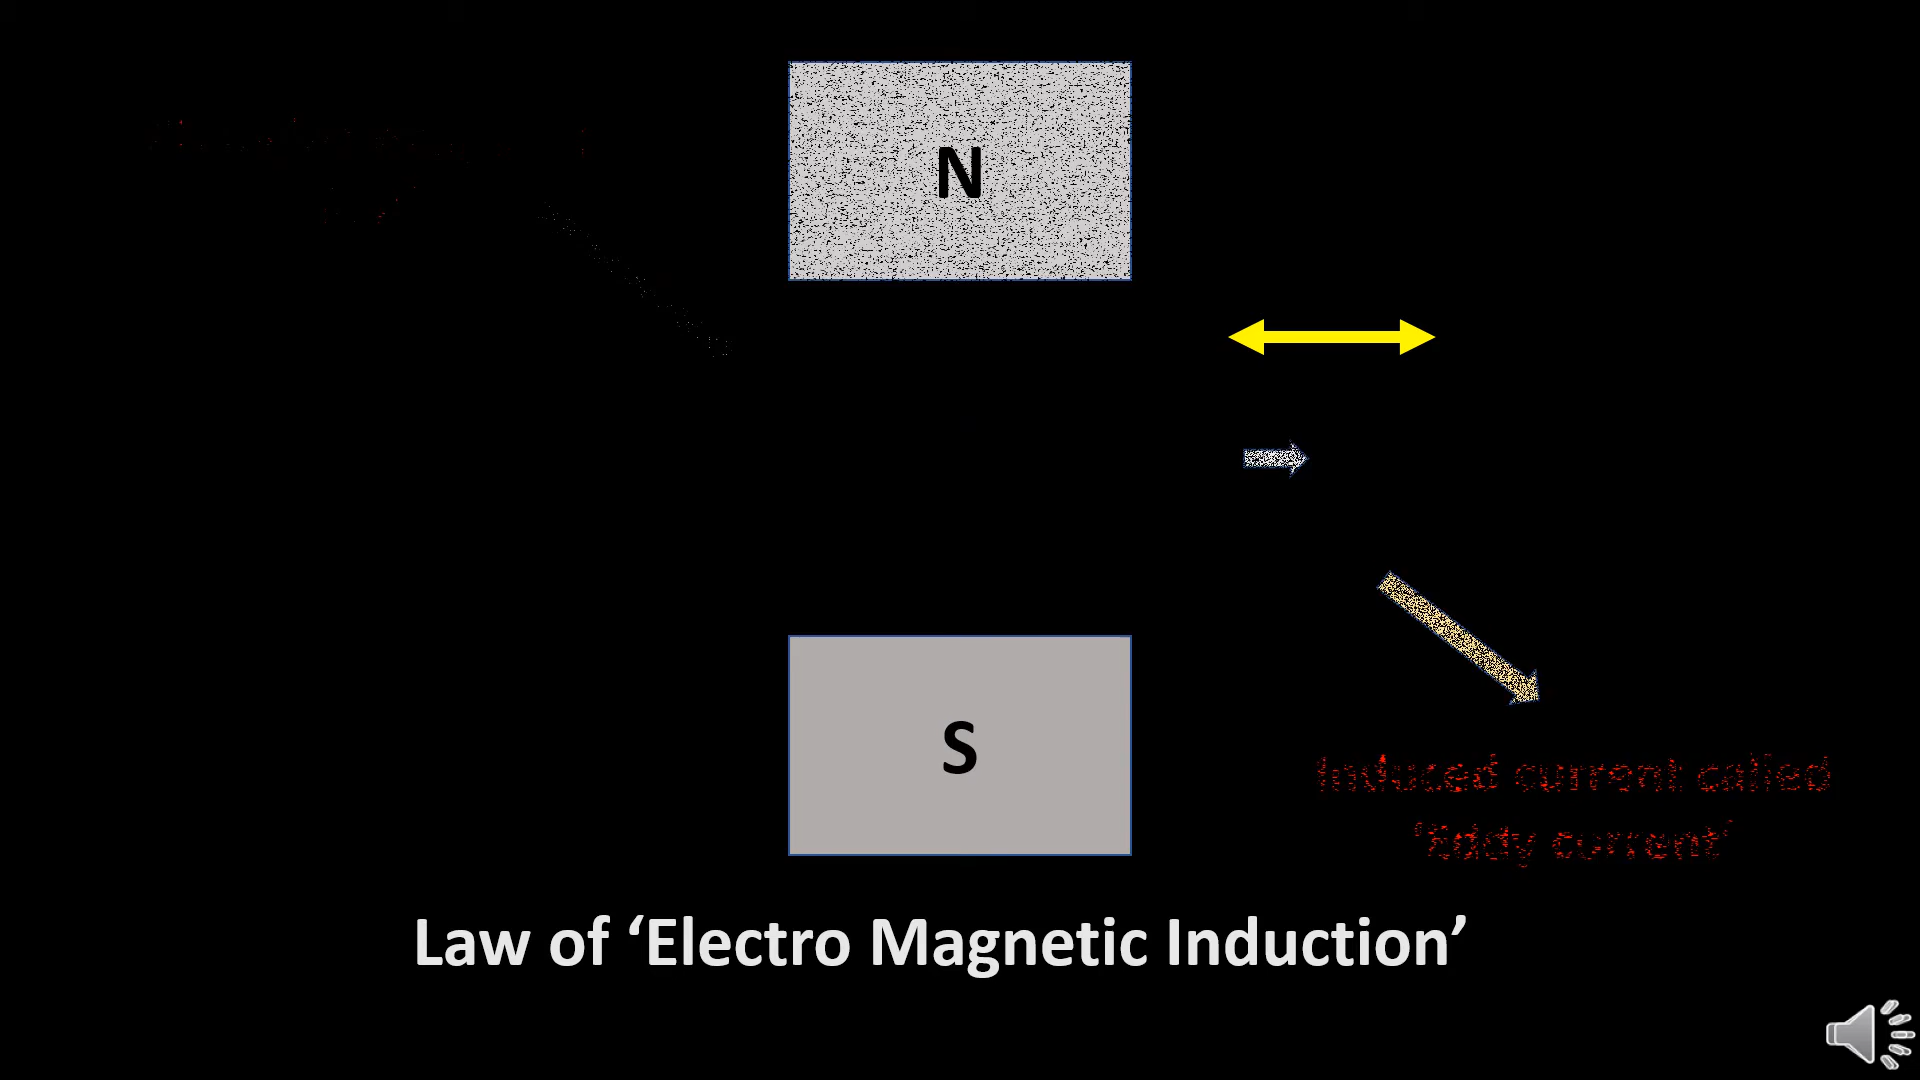 N
S
Induced current called
‘Eddy current’
Law of ‘Electro Magnetic Induction’